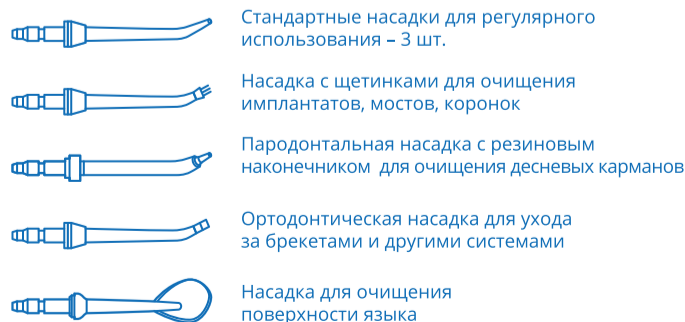 Стандартные насадки для регулярного
использования – 3 шт.
Насадка с щетинками для очищения
имплантатов, мостов, коронок
Пародонтальная насадка с резиновым
наконечником для очищения десневых карманов
Ортодонтическая насадка для ухода
за брекетами и другими системами
Насадка для очищения
поверхности языка